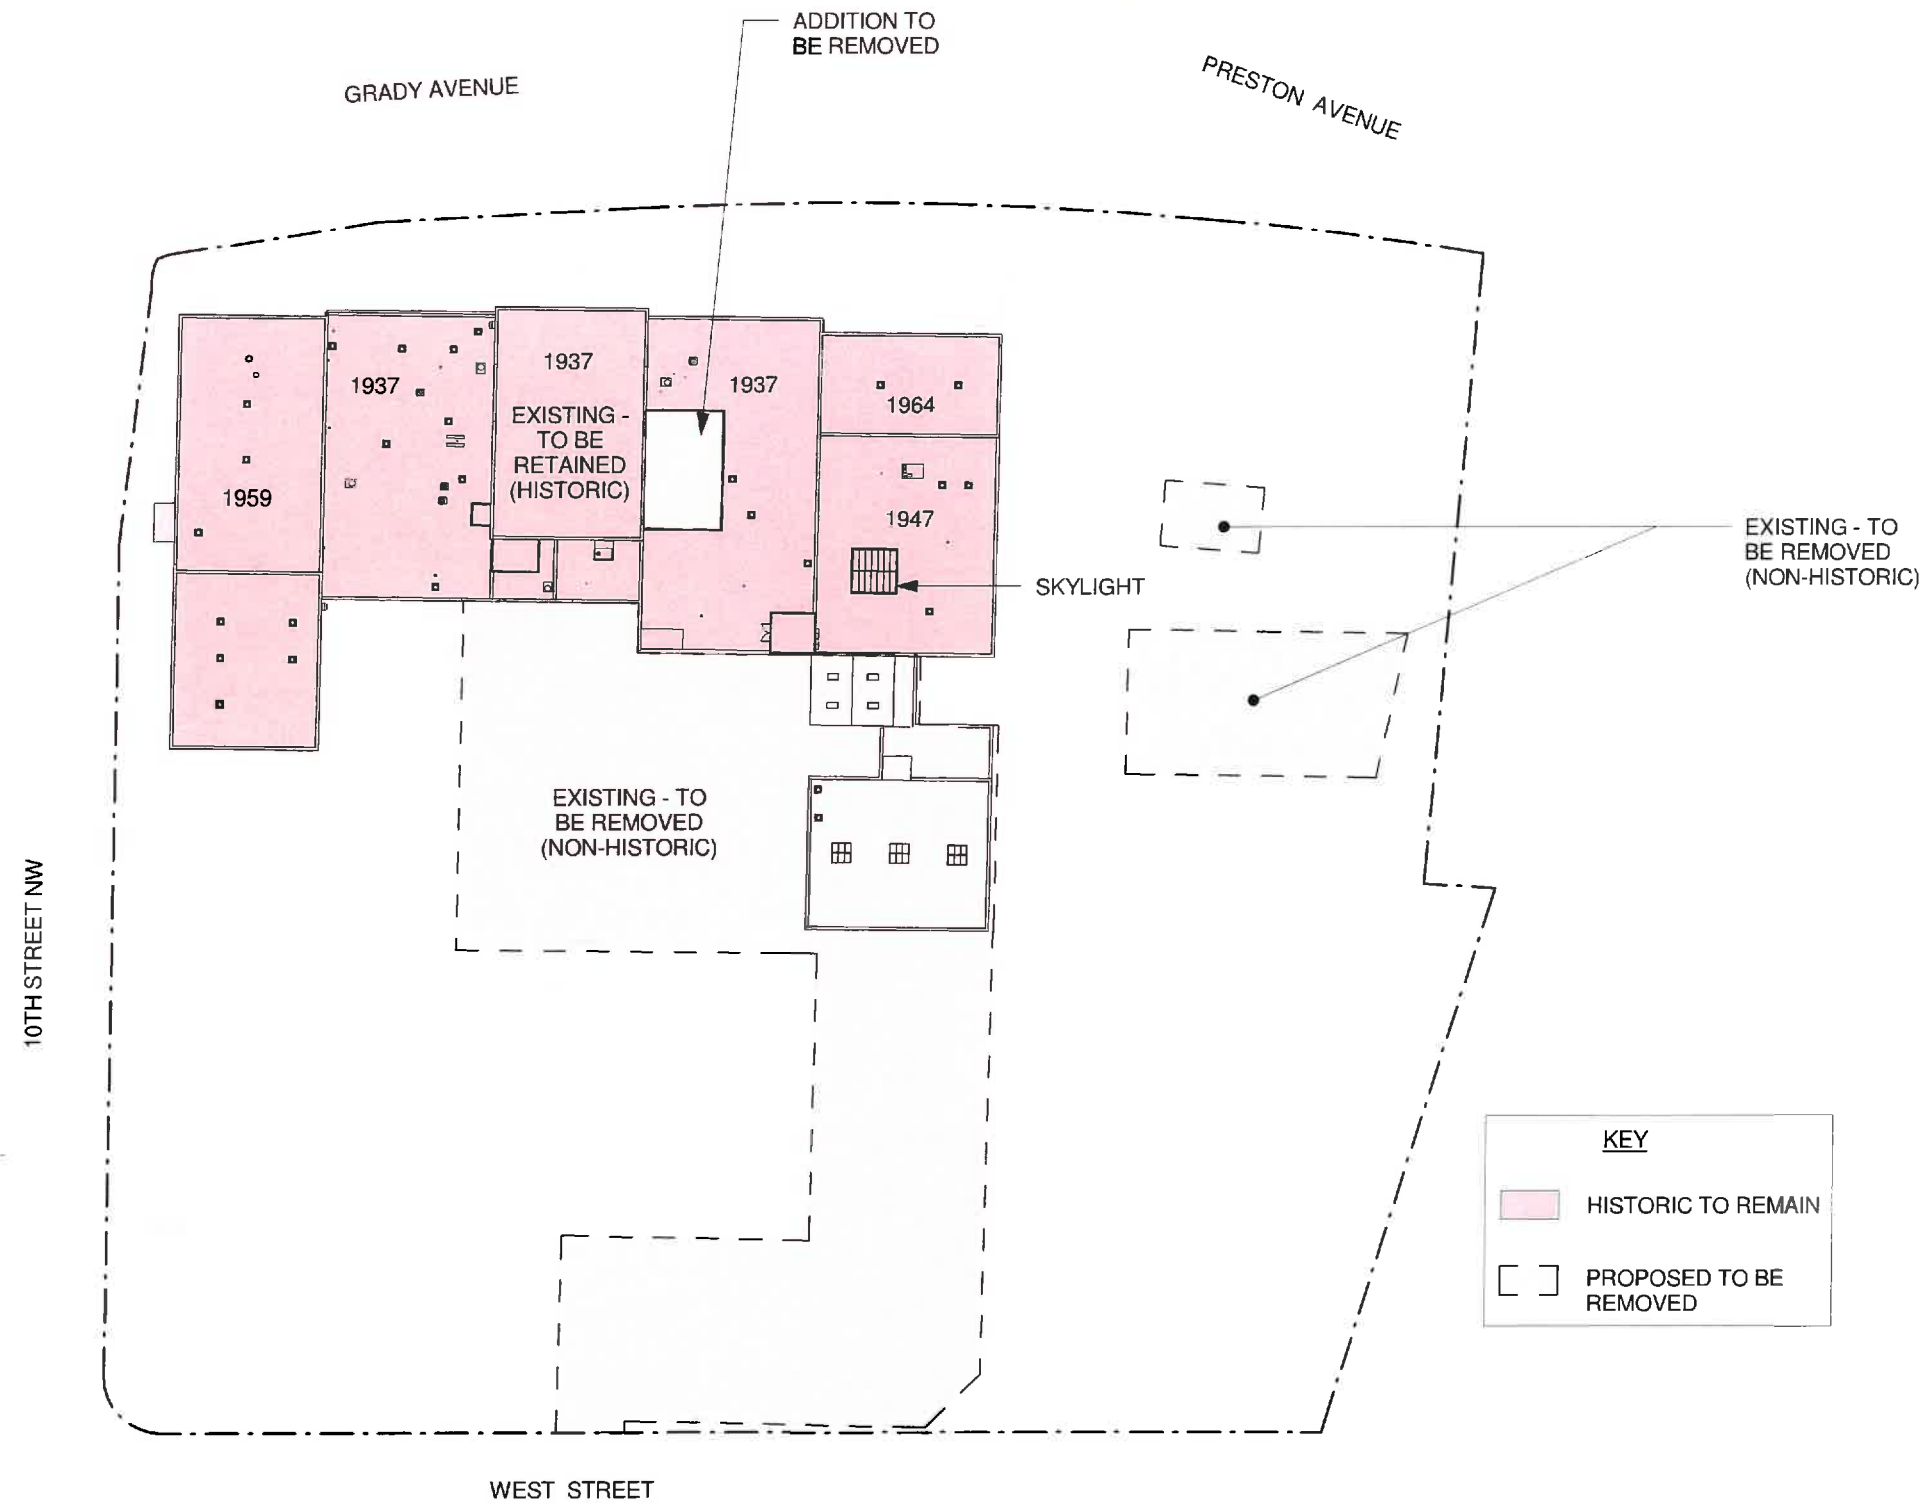 ADDITION TO
BE REMOVED
GRADY AVENUE
PRESTON AVENUE
1937
1937
1937
1964
EXISTING -
TO BE
RETAINED
(HISTORIC)
1959
1947
SKYLIGHT
EXISTING - TO
BE REMOVED
(NON-HISTORIC)
EXISTING - TO
BE REMOVED
(NON-HISTORIC)
10TH STREET NW
KEY
HISTORIC TO REMAIN
PROPOSED TO BE
REMOVED
WEST STREET